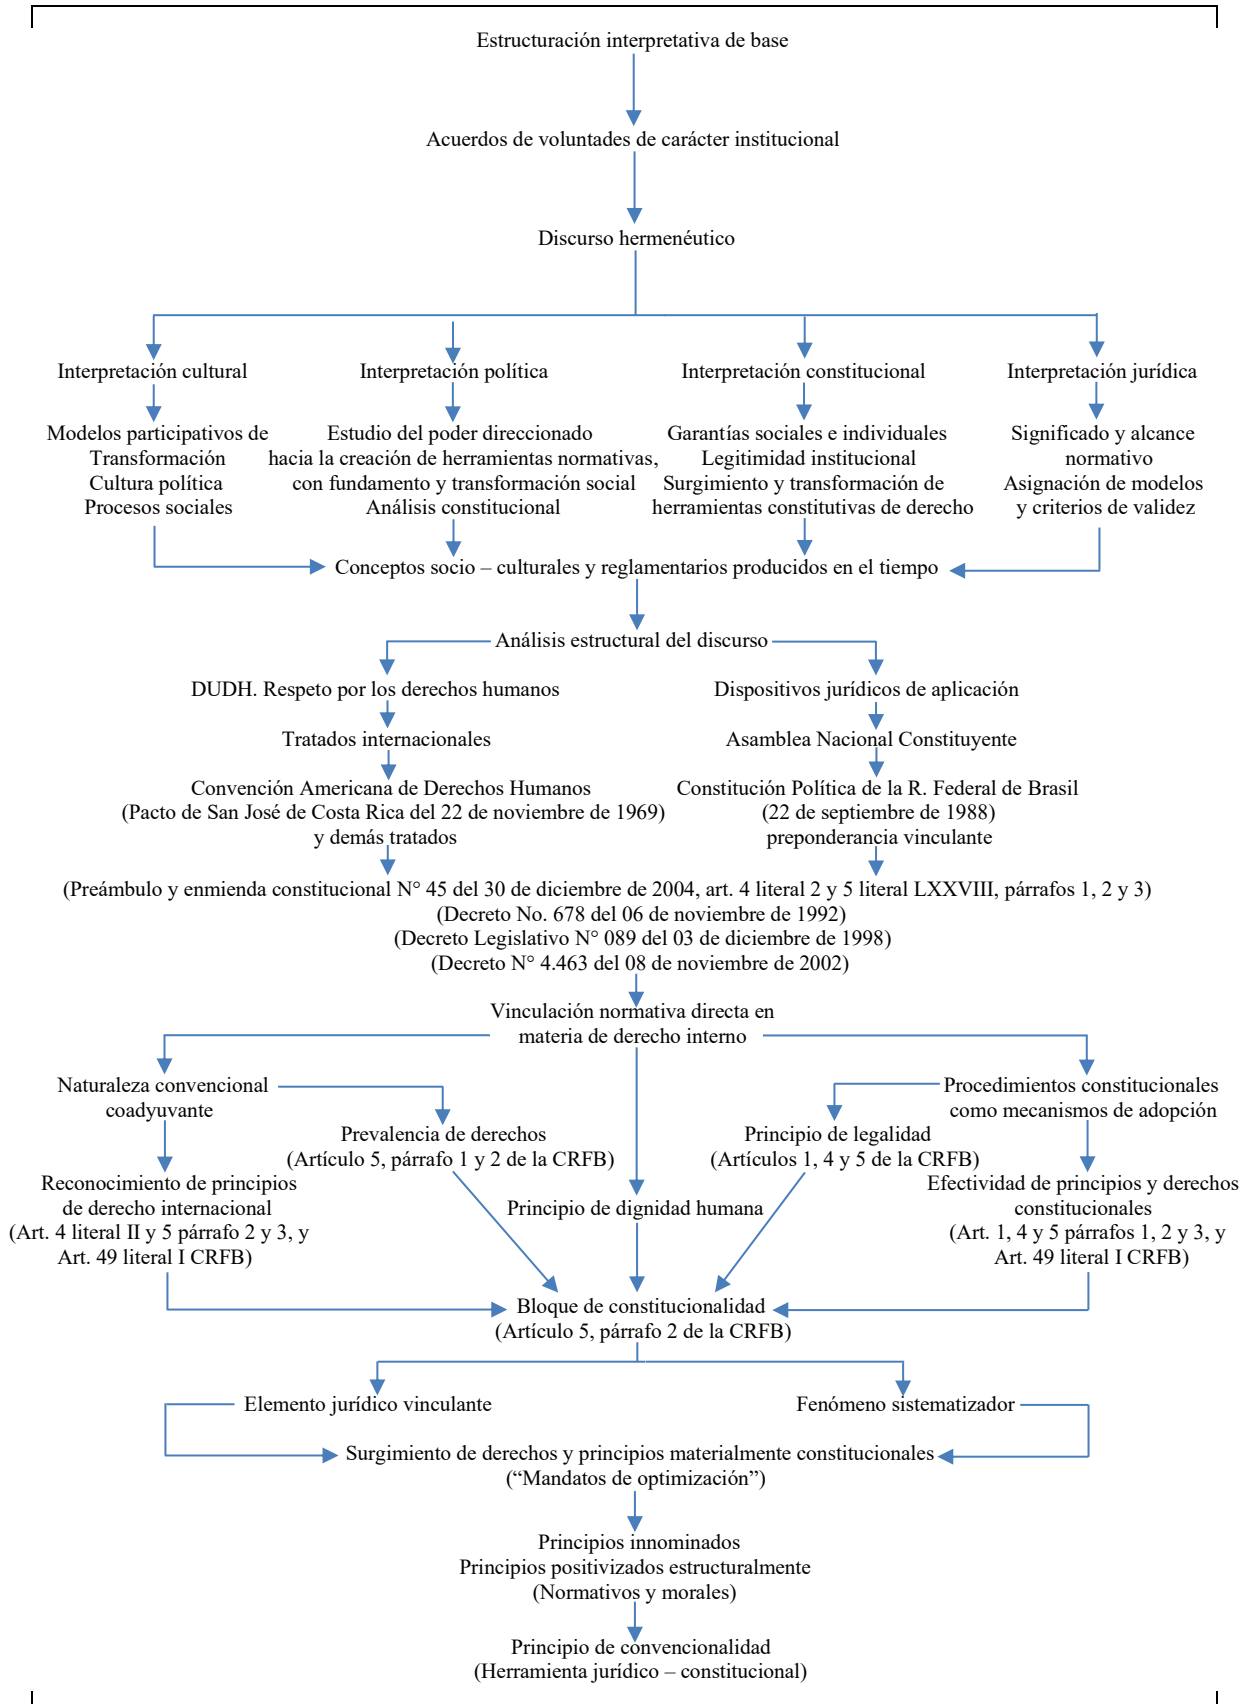 Estructuración interpretativa de base
Acuerdos de voluntades de carácter institucional
Discurso hermenéutico
Interpretación cultural
Interpretación política
Interpretación constitucional
Interpretación jurídica
Modelos participativos de
Transformación
Cultura política
Procesos sociales
Estudio del poder direccionado
hacia la creación de herramientas normativas,
con fundamento y transformación social
Análisis constitucional
Garantías sociales e individuales
Legitimidad institucional
Surgimiento y transformación de
herramientas constitutivas de derecho
Significado y alcance
normativo
Asignación de modelos
y criterios de validez
Conceptos socio – culturales y reglamentarios producidos en el tiempo
Análisis estructural del discurso
DUDH. Respeto por los derechos humanos
Dispositivos jurídicos de aplicación
Tratados internacionales
Asamblea Nacional Constituyente
Convención Americana de Derechos Humanos
(Pacto de San José de Costa Rica del 22 de noviembre de 1969)
y demás tratados
Constitución Política de la R. Federal de Brasil
(22 de septiembre de 1988)
preponderancia vinculante
(Preámbulo y enmienda constitucional N° 45 del 30 de diciembre de 2004, art. 4 literal 2 y 5 literal LXXVIII, párrafos 1, 2 y 3)
(Decreto No. 678 del 06 de noviembre de 1992)
(Decreto Legislativo N° 089 del 03 de diciembre de 1998)
(Decreto N° 4.463 del 08 de noviembre de 2002)
Vinculación normativa directa en
materia de derecho interno
Naturaleza convencional
coadyuvante
Procedimientos constitucionales
como mecanismos de adopción
Prevalencia de derechos
(Artículo 5, párrafo 1 y 2 de la CRFB)
Principio de legalidad
(Artículos 1, 4 y 5 de la CRFB)
Reconocimiento de principios
de derecho internacional
(Art. 4 literal II y 5 párrafo 2 y 3, y
Art. 49 literal I CRFB)
Principio de dignidad humana
Efectividad de principios y derechos
constitucionales
(Art. 1, 4 y 5 párrafos 1, 2 y 3, y
Art. 49 literal I CRFB)
Bloque de constitucionalidad
(Artículo 5, párrafo 2 de la CRFB)
Elemento jurídico vinculante
Fenómeno sistematizador
Surgimiento de derechos y principios materialmente constitucionales
(“Mandatos de optimización”)
Principios innominados
Principios positivizados estructuralmente
(Normativos y morales)
Principio de convencionalidad
(Herramienta jurídico – constitucional)